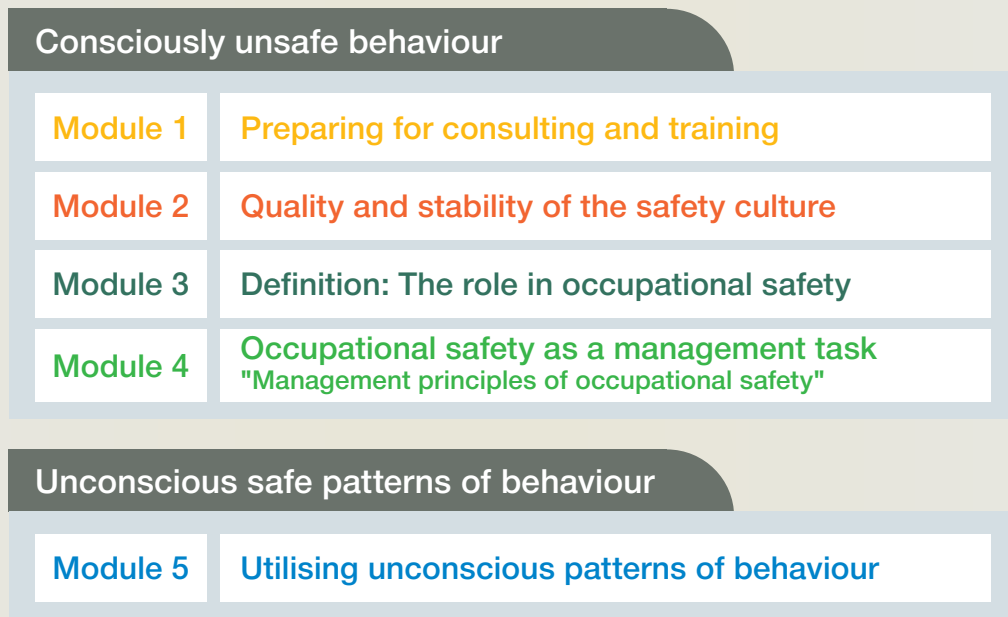 Consciously unsafe behaviour
Module 1 Preparing for consulting and training
Module 2 Quality and stability of the safety culture
Module 3 Definition: The role in occupational safety
Module 4 Occupational safety as a management task
"Management principles of occupational safety"
Unconscious safe patterns of behaviour
Module 5 Utilising unconscious patterns of behaviour